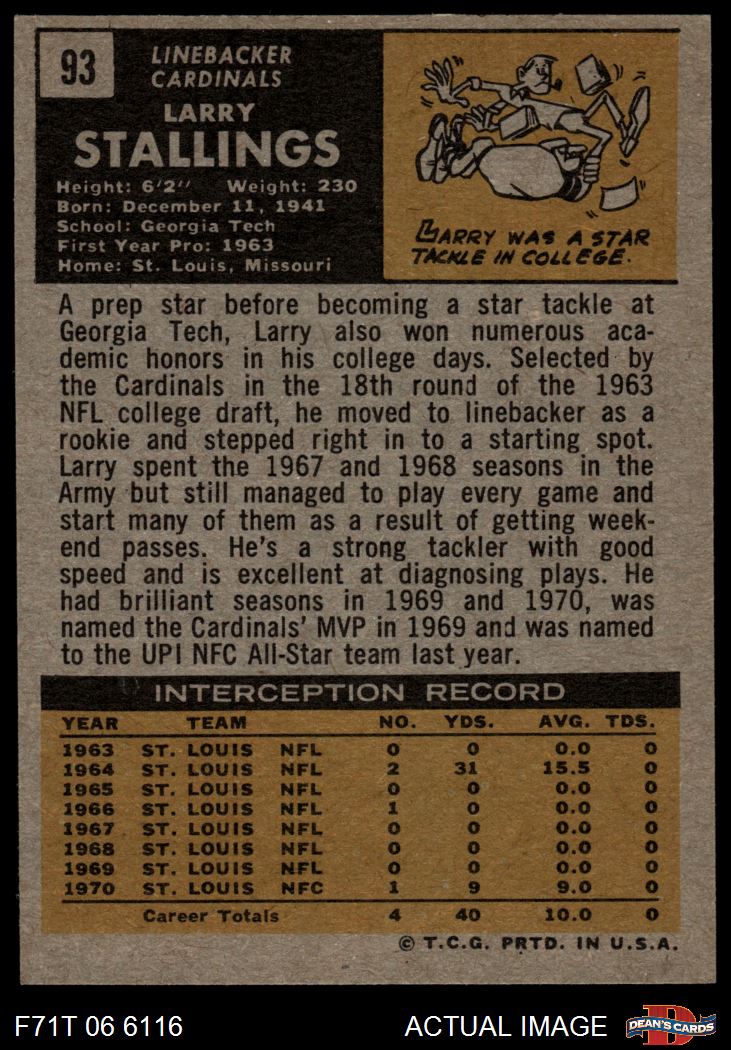 93
LINEBACKER
CARDINALS
LARRY
STALLINGS
Height: 6'2" Weight: 230
Born: December 11, 1941
School: Georgia Tech
First Year Pro: 1963
Home: St. Louis, Missouri
LARRY WAS A STAR
TACKLE IN COLLEGE.
A prep star before becoming a star tackle at
Georgia Tech, Larry also won numerous aca-
demic honors in his college days. Selected by
the Cardinals in the 18th round of the 1963
NFL college draft, he moved to linebacker as a
rookie and stepped right in to a starting spot.
Larry spent the 1967 and 1968 seasons in the
Army but still managed to play every game and
start many of them as a result of getting week-
end passes. He's a strong tackler with good
speed and is excellent at diagnosing plays. He
had brilliant seasons in 1969 and 1970, was
named the Cardinals' MVP in 1969 and was named
to the UPI NFC All-Star team last year.
INTERCEPTION RECORD
YEAR TEAM NO. YDS. AVG. TDS.
1963 ST. LOUIS NFL 0 0 0.0 0
1964 ST. LOUIS NFL 2 31 15.5 0
1965 ST. LOUIS NFL 0 0 0.0 0
1966 ST. LOUIS NFL 1 0 0.0 0
1967 ST. LOUIS NFL 0 0 0.0 0
1968 ST. LOUIS NFL 0 0 0.0 0
1969 ST. LOUIS NFL 0 0 0.0 0
1970 ST. LOUIS NFC 1 9 9.0 0
Career Totals 4 40 10.0 0
© T.C.G. PRTD. IN U.S.A.
F71T 06 6116 ACTUAL IMAGE
D
DEAN'S CARDS